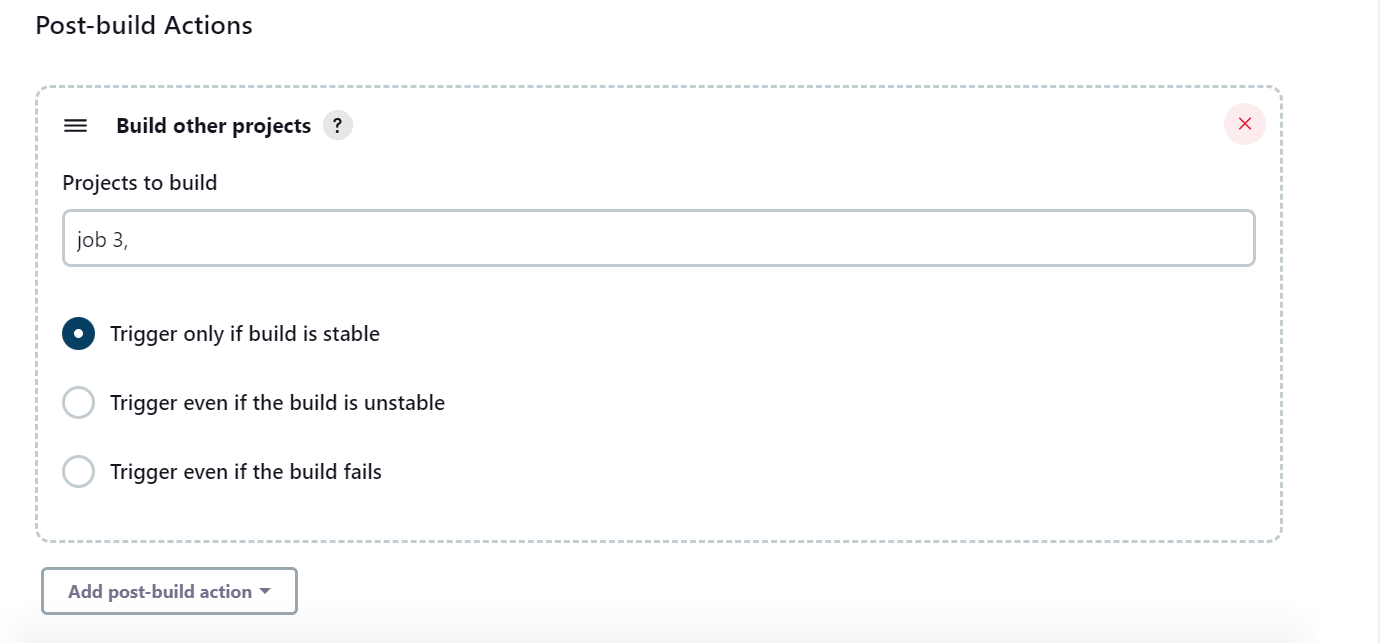 Post-build Actions
Build other projects ?
Projects to build
job 3,
Trigger only if build is stable
Trigger even if the build is unstable
Trigger even if the build fails
Add post-build action